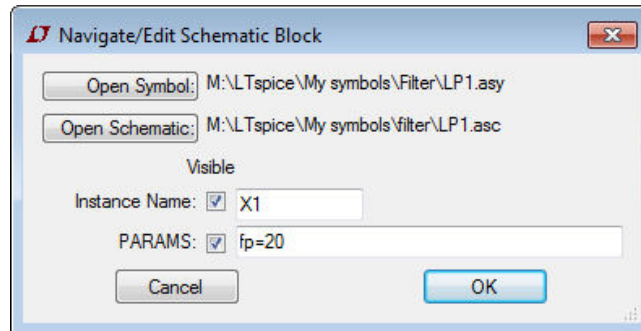 Navigate/Edit Schematic Block
Open Symbol: M:\LTspice\My symbols\Filter\LP1.asy
Open Schematic: M:\LTspice\My symbols\filter\LP1.asc
Visible
Instance Name: X1
PARAMS: fp=20
Cancel OK